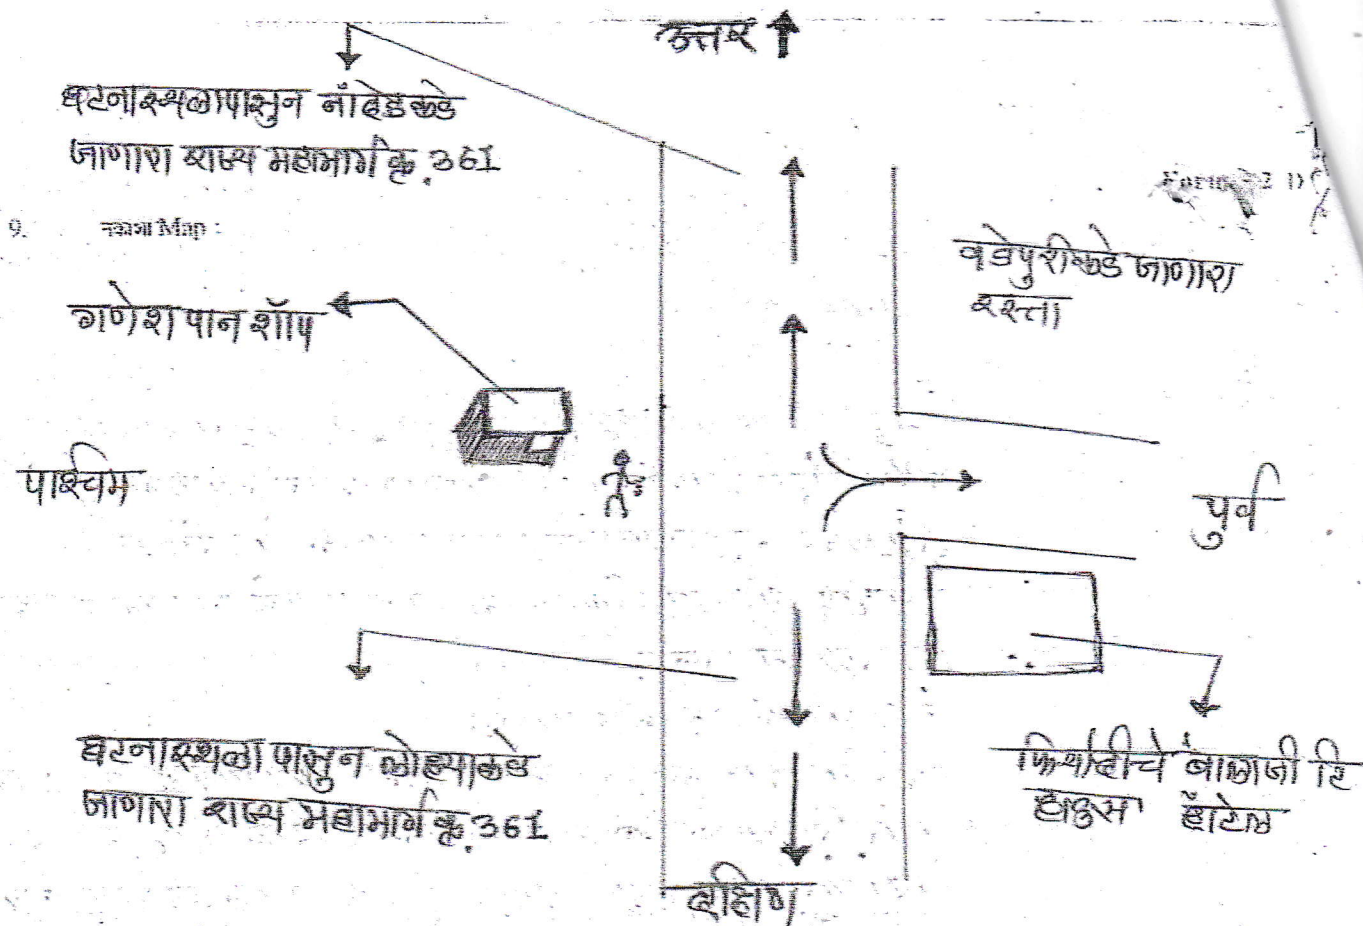 उत्तर
घटनास्थळापासुन नांदेडकडे
जाणारा राज्य महामार्ग कृ.361
9. नकाशा Map :
वडेपुरीकडे जाणारा
रस्ता
गणेश पान शॉप
पाश्चिम
पुर्व
घटनास्थळा पासुन लोह्याकडे
जाणारा राज्य महामार्ग कृ.361
फिर्यादीचे बालाजी टि
हाऊस हॉटेल
दक्षिण